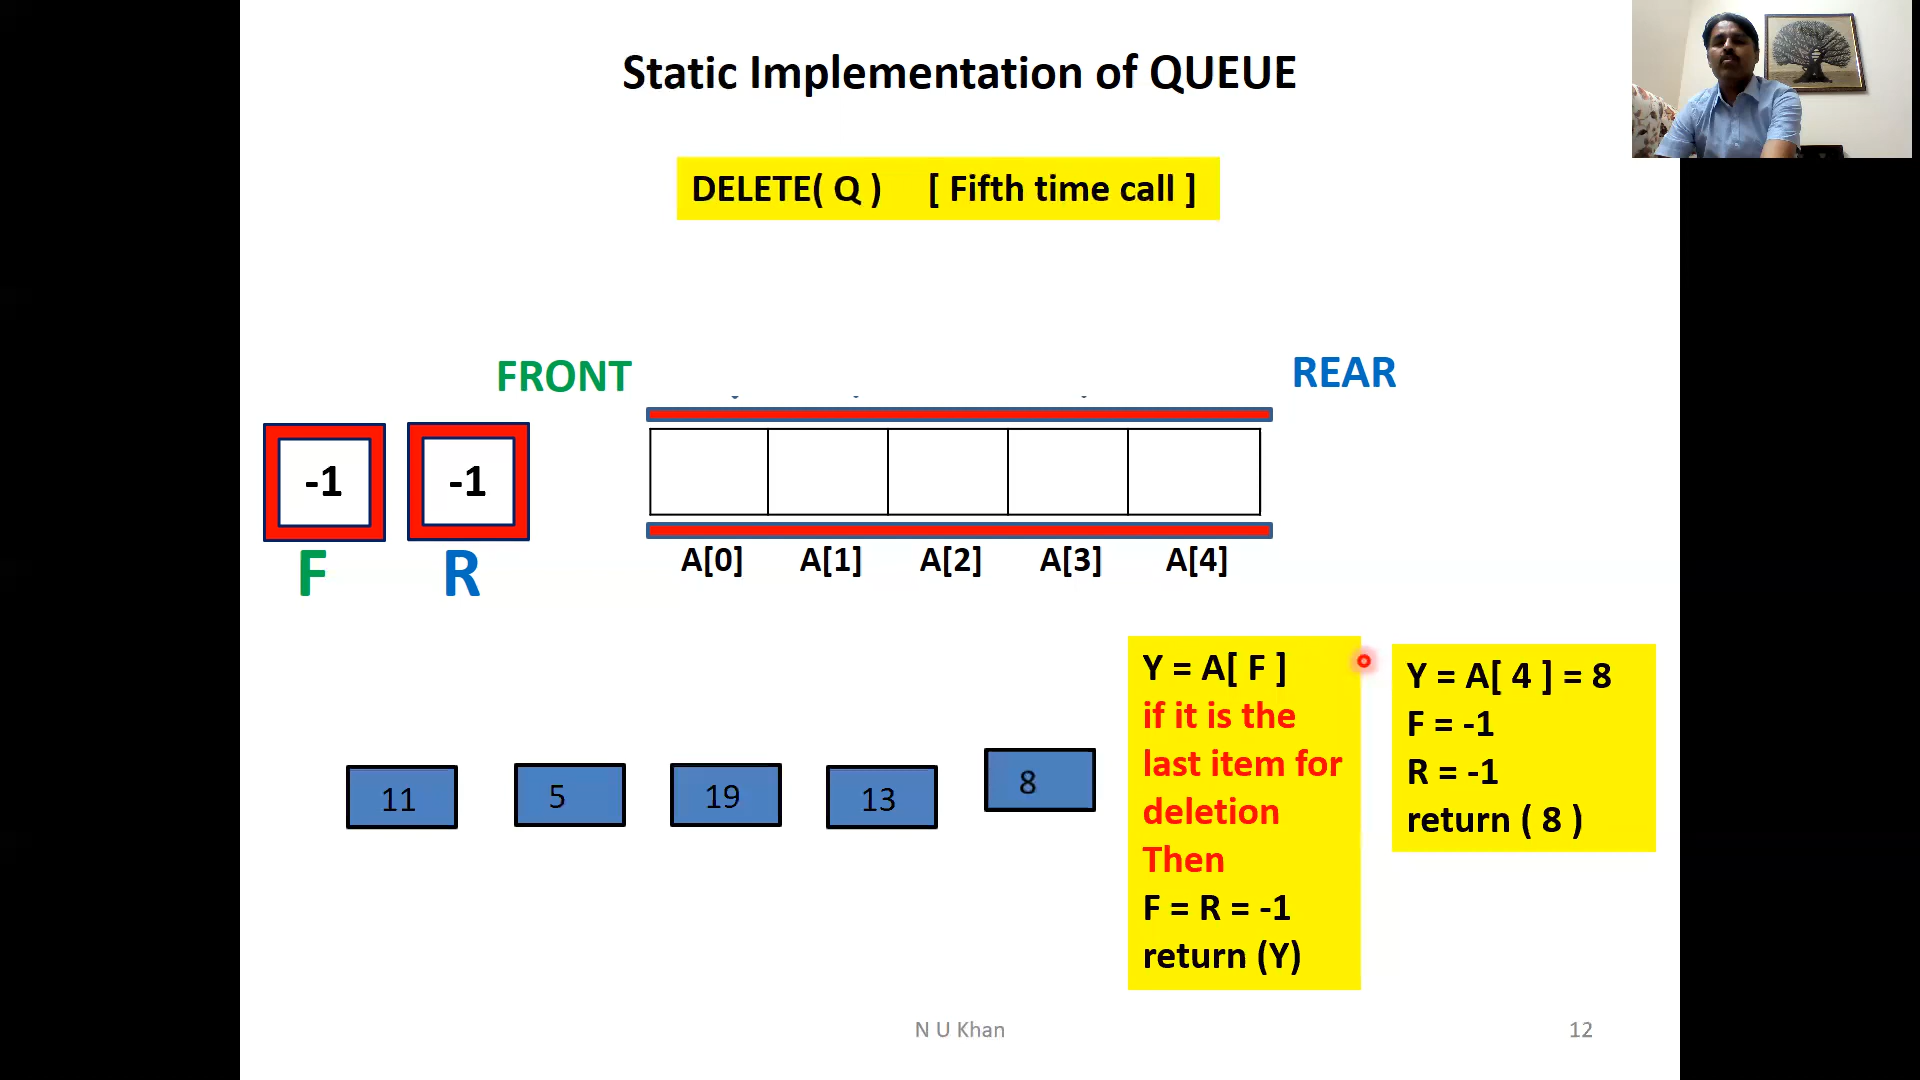 Static Implementation of QUEUE
DELETE( Q ) [ Fifth time call ]
FRONT
REAR
-1
-1
F
R
A[0] A[1] A[2] A[3] A[4]
11
5
19
13
8
Y = A[ F ]
if it is the
last item for
deletion
Then
F = R = -1
return (Y)
Y = A[ 4 ] = 8
F = -1
R = -1
return ( 8 )
N U Khan
12